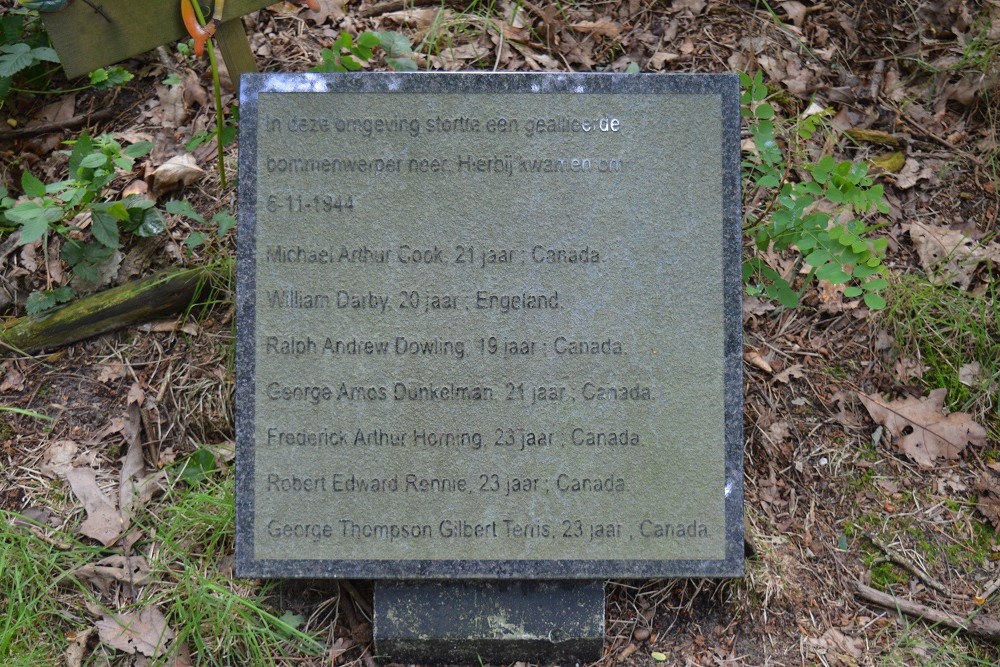 In deze omgeving stortte een geallieerde
bommenwerper neer. Hierbij kwamen om
6-11-1944
Michael Arthur Cook, 21 jaar ; Canada.
William Darby, 20 jaar ; Engeland.
Ralph Andrew Dowling, 19 jaar ; Canada.
George Amos Dunkelman, 21 jaar ; Canada.
Frederick Arthur Horning, 23 jaar ; Canada.
Robert Edward Rennie, 23 jaar ; Canada.
George Thompson Gilbert Terris, 23 jaar ; Canada.